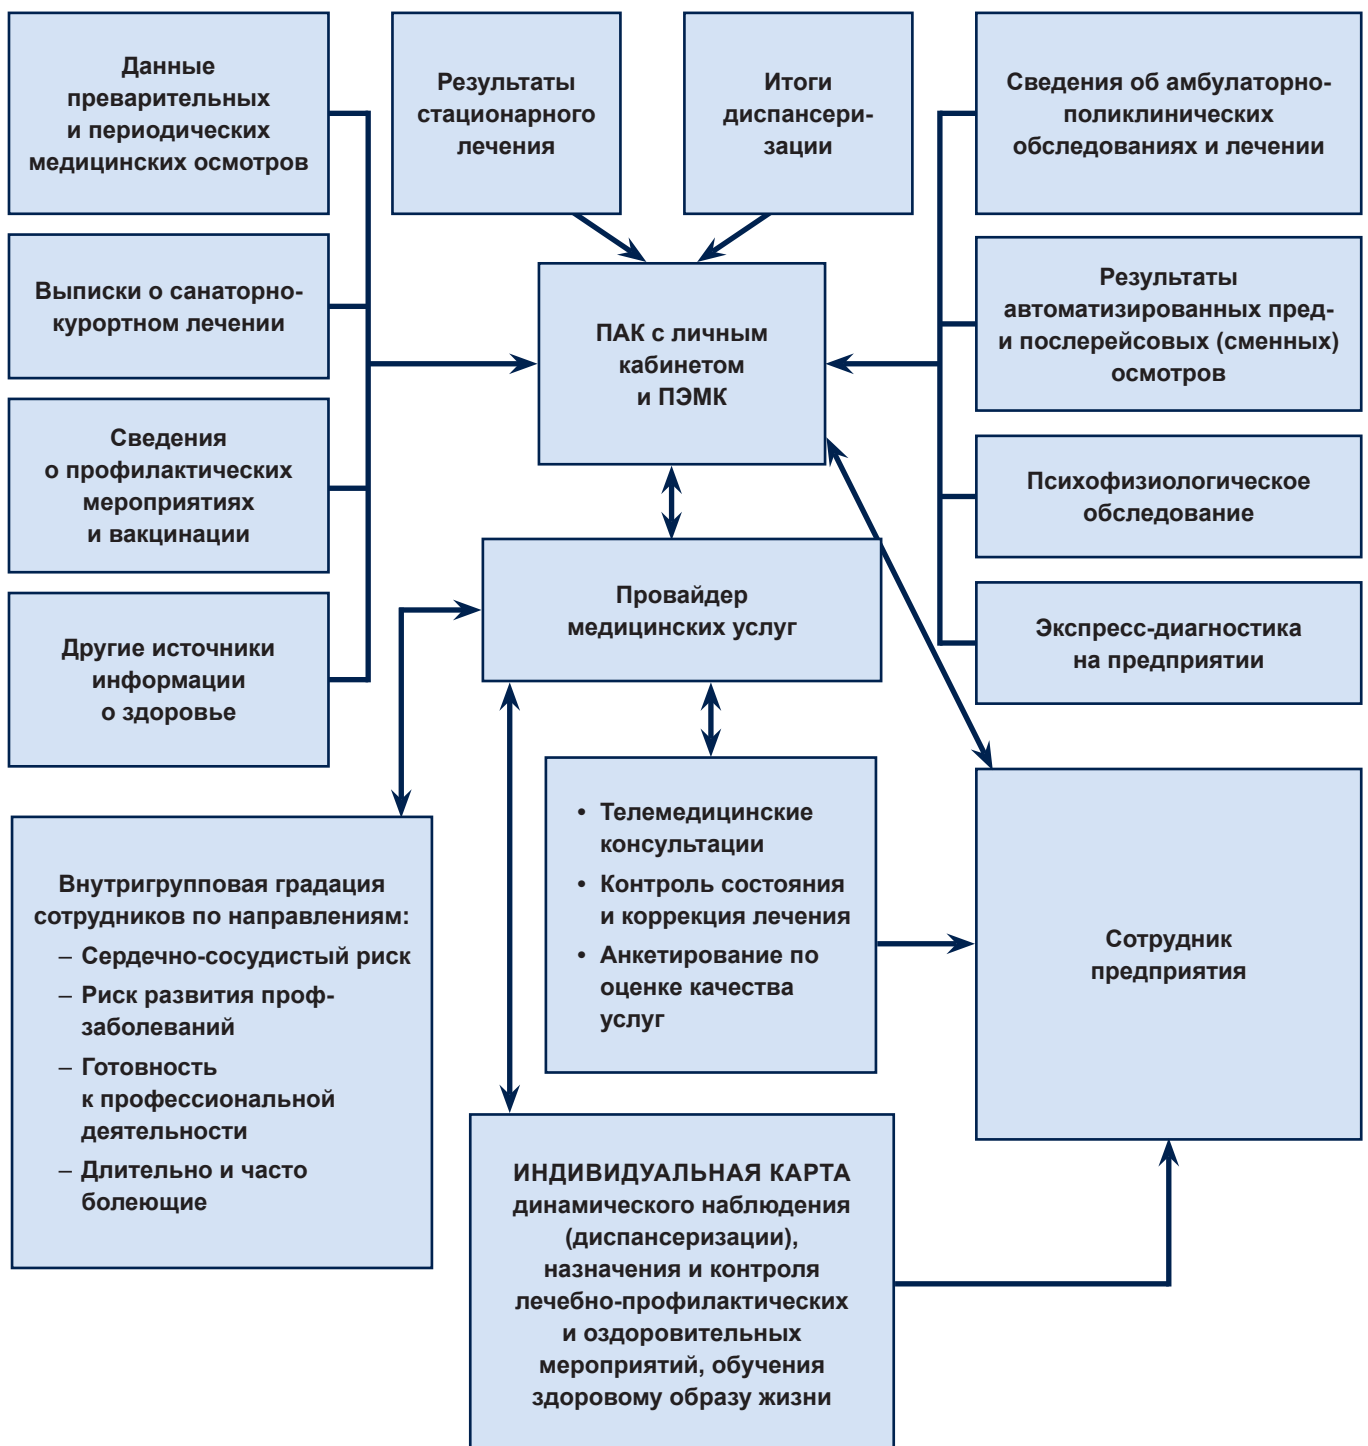 Данные
преварительных
и периодических
медицинских осмотров
Результаты
стационарного
лечения
Итоги
диспансери-
зации
Сведения об амбулаторно-
поликлинических
обследованиях и лечении
Выписки о санаторно-
курортном лечении
ПАК с личным
кабинетом
и ПЭМК
Результаты
автоматизированных пред-
и послерейсовых (сменных)
осмотров
Сведения
о профилактических
мероприятиях
и вакцинации
Психофизиологическое
обследование
Провайдер
медицинских услуг
Другие источники
информации
о здоровье
Экспресс-диагностика
на предприятии
Внутригрупповая градация
сотрудников по направлениям:
– Сердечно-сосудистый риск
– Риск развития проф-
заболеваний
– Готовность
к профессиональной
деятельности
– Длительно и часто
болеющие
• Телемедицинские
консультации
• Контроль состояния
и коррекция лечения
• Анкетирование по
оценке качества
услуг
Сотрудник
предприятия
ИНДИВИДУАЛЬНАЯ КАРТА
динамического наблюдения
(диспансеризации),
назначения и контроля
лечебно-профилактических
и оздоровительных
мероприятий, обучения
здоровому образу жизни